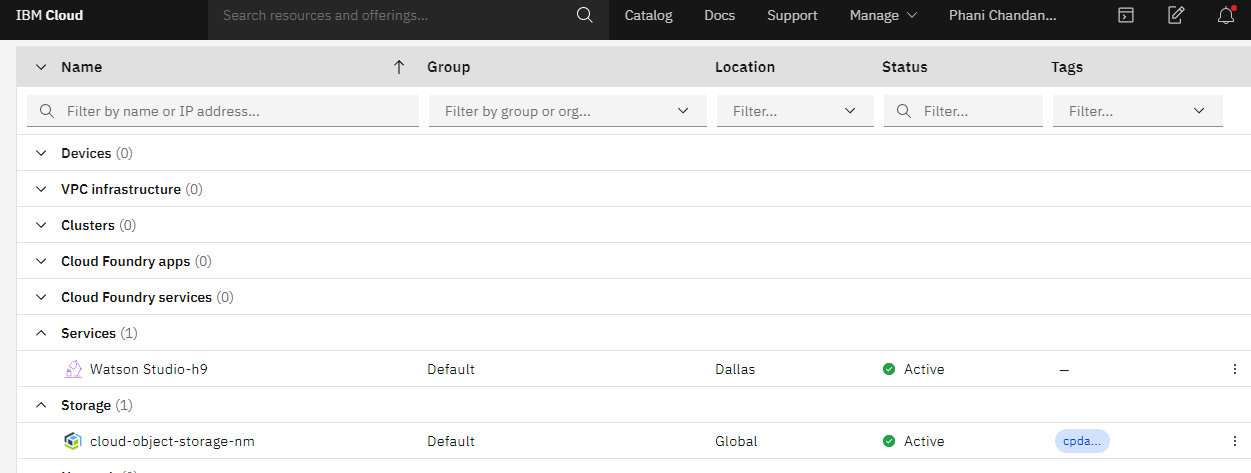 IBM Cloud Search resources and offerings... Catalog Docs Support Manage Phani Chandan...
Name Group Location Status Tags
Filter by name or IP address... Filter by group or org... Filter... Filter... Filter...
Devices (0)
VPC infrastructure (0)
Clusters (0)
Cloud Foundry apps (0)
Cloud Foundry services (0)
Services (1)
Watson Studio-h9 Default Dallas Active –
Storage (1)
cloud-object-storage-nm Default Global Active cpda...